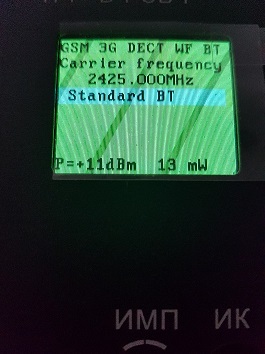 GSM 3G DECT WF BT
Carrier frequency
2425.000MHz
Standard BT
P=+11dBm 13 mW
ИМП ИК